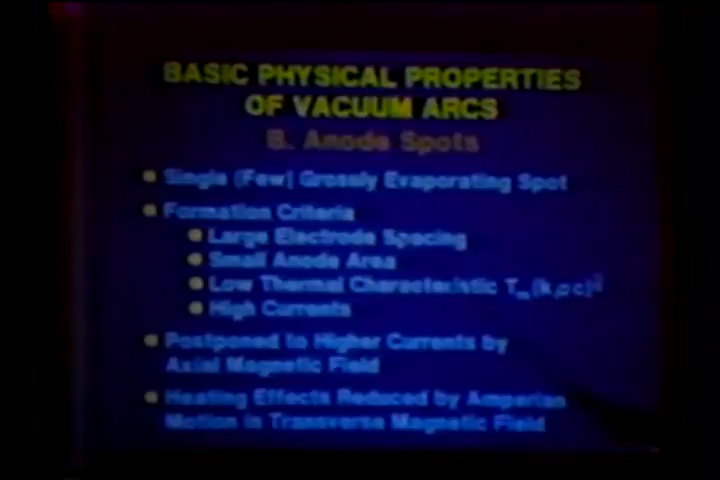 BASIC PHYSICAL PROPERTIES
OF VACUUM ARCS
B. Anode Spots
Single (Few) Grossly Evaporating Spot
Formation Criteria
Large Electrode Spacing
Small Anode Area
Low Thermal Characteristic Tₘ(kρc)
High Currents
Postponed to Higher Currents by
Axial Magnetic Field
Heating Effects Reduced by Amperian
Motion in Transverse Magnetic Field